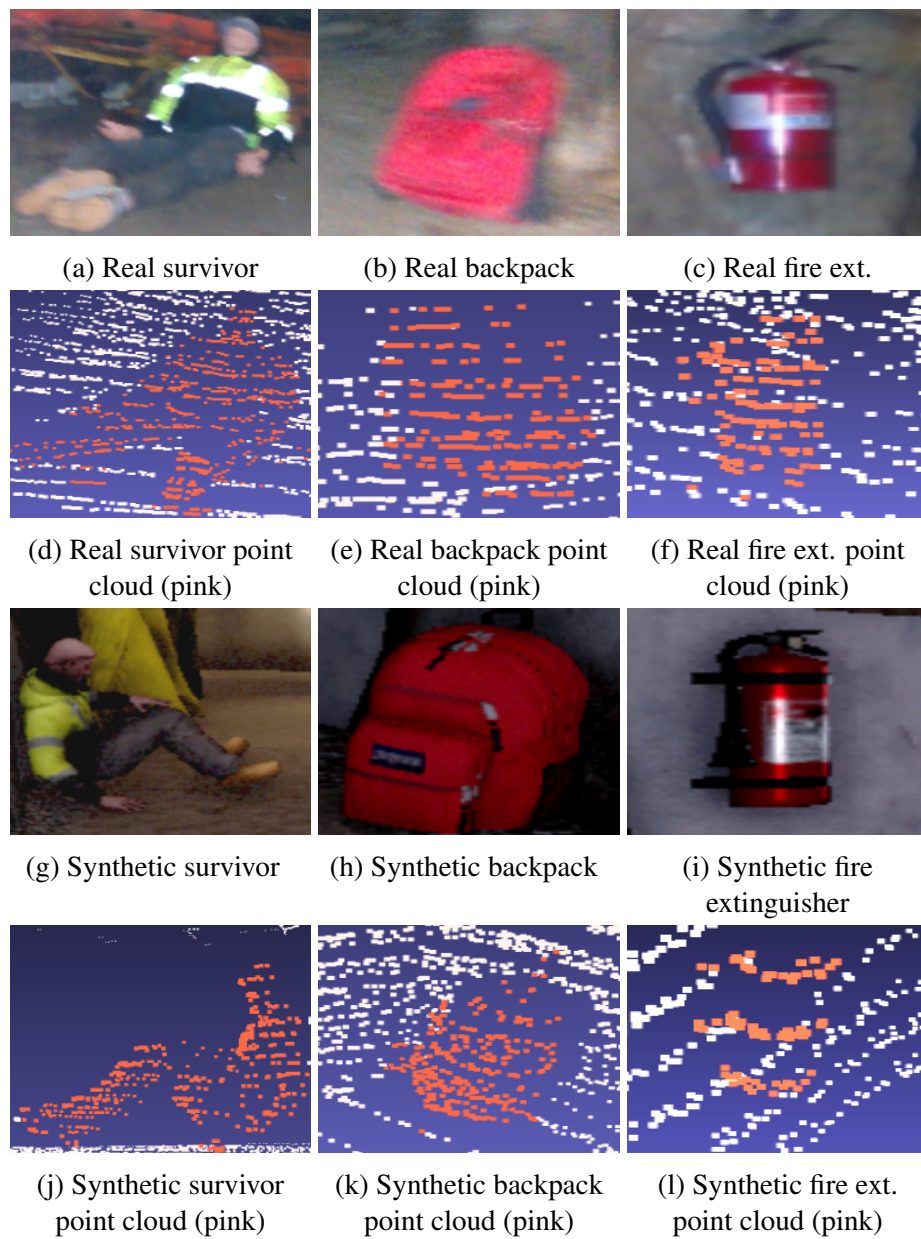 (a) Real survivor
(b) Real backpack
(c) Real fire ext.
(d) Real survivor point
cloud (pink)
(e) Real backpack point
cloud (pink)
(f) Real fire ext. point
cloud (pink)
(g) Synthetic survivor
(h) Synthetic backpack
(i) Synthetic fire
extinguisher
(j) Synthetic survivor
point cloud (pink)
(k) Synthetic backpack
point cloud (pink)
(l) Synthetic fire ext.
point cloud (pink)